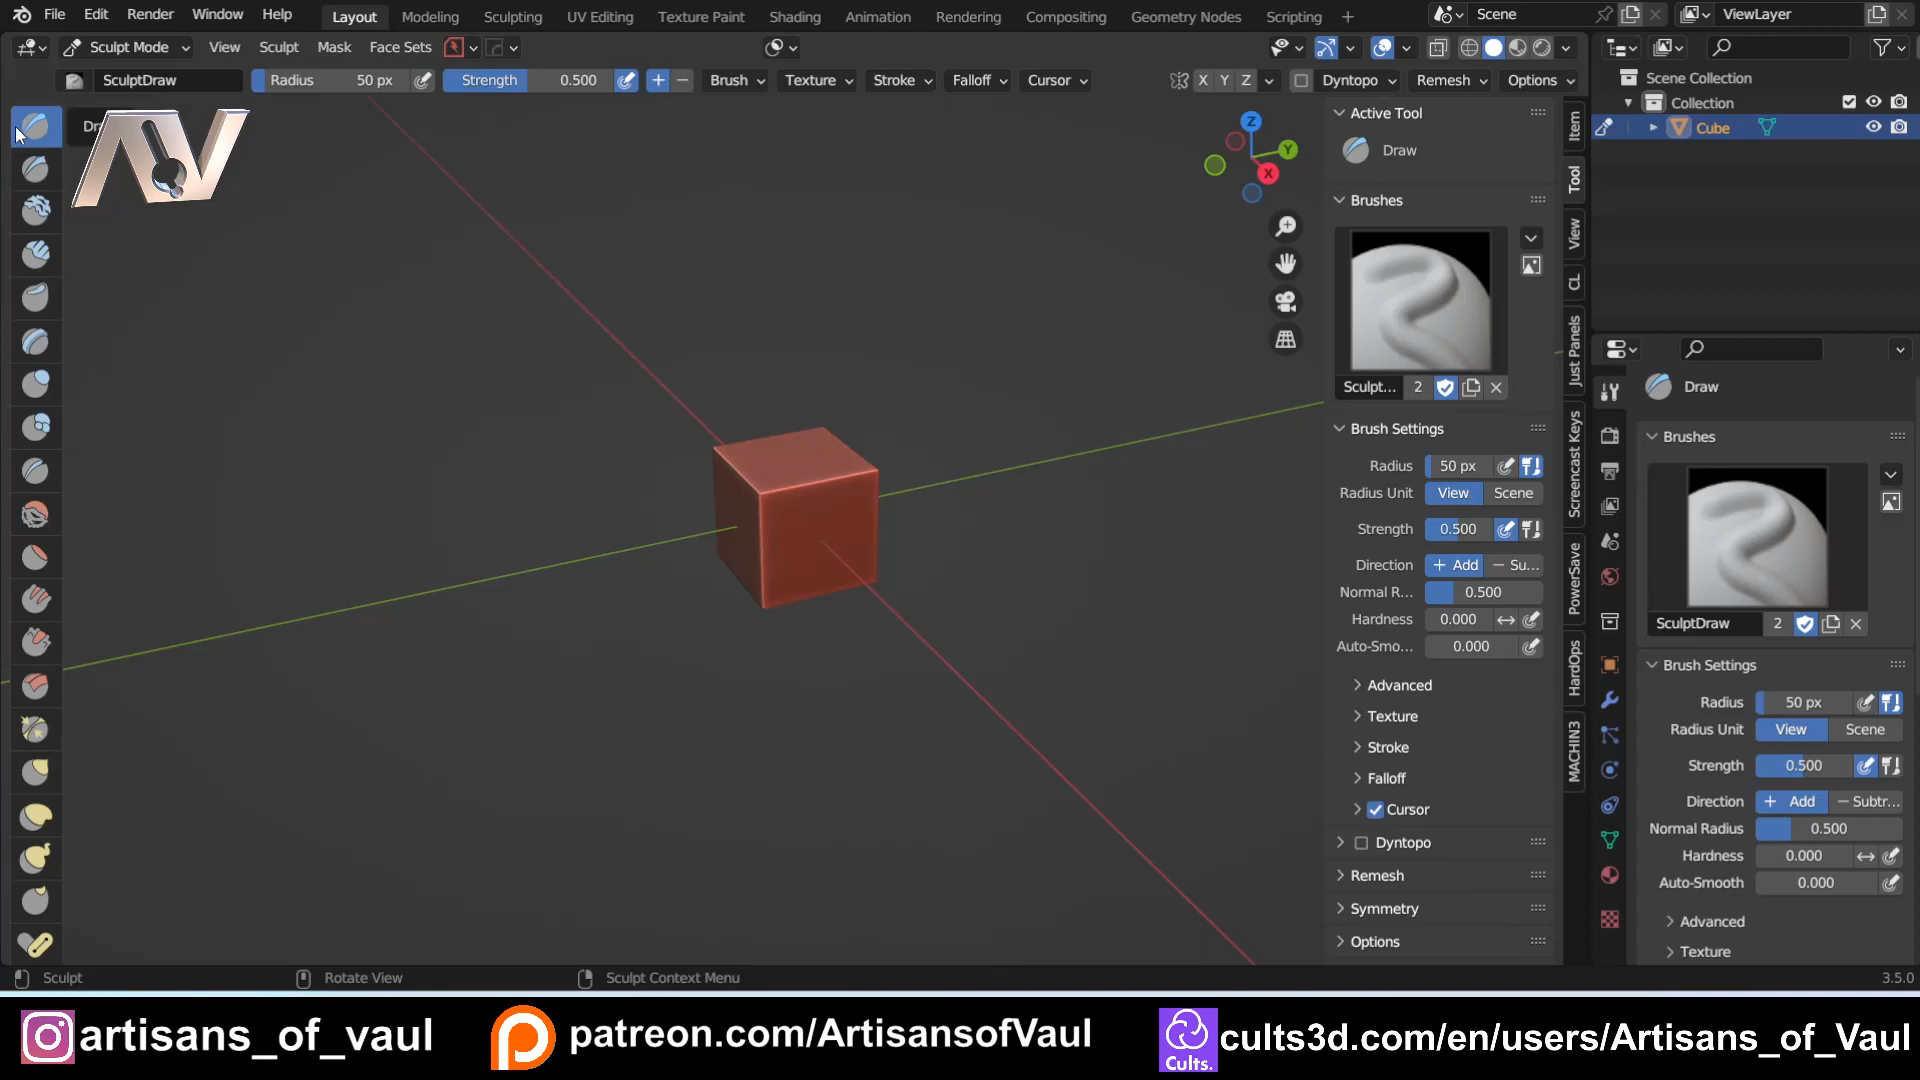 File Edit Render Window Help Layout Modeling Sculpting UV Editing Texture Paint Shading Animation Rendering Compositing Geometry Nodes Scripting + Scene ViewLayer
Sculpt Mode View Sculpt Mask Face Sets
SculptDraw Radius 50 px Strength 0.500 + − Brush Texture Stroke Falloff Cursor X Y Z Dyntopo Remesh Options
Scene Collection
Collection
Cube
AV
Z
Y
X
Active Tool
Draw
Brushes
Sculpt... 2
Brush Settings
Radius 50 px
Radius Unit View Scene
Strength 0.500
Direction + Add − Su...
Normal R... 0.500
Hardness 0.000
Auto-Smo... 0.000
Advanced
Texture
Stroke
Falloff
Cursor
Dyntopo
Remesh
Symmetry
Options
Item
Tool
View
CL
Just Panels
Screencast Keys
PowerSave
HardOps
MACHIN3
Draw
Brushes
SculptDraw 2
Brush Settings
Radius 50 px
Radius Unit View Scene
Strength 0.500
Direction + Add − Subtr...
Normal Radius 0.500
Hardness 0.000
Auto-Smooth 0.000
Advanced
Texture
Sculpt Rotate View Sculpt Context Menu 3.5.0
artisans_of_vaul patreon.com/ArtisansofVaul Cults. cults3d.com/en/users/Artisans_of_Vaul